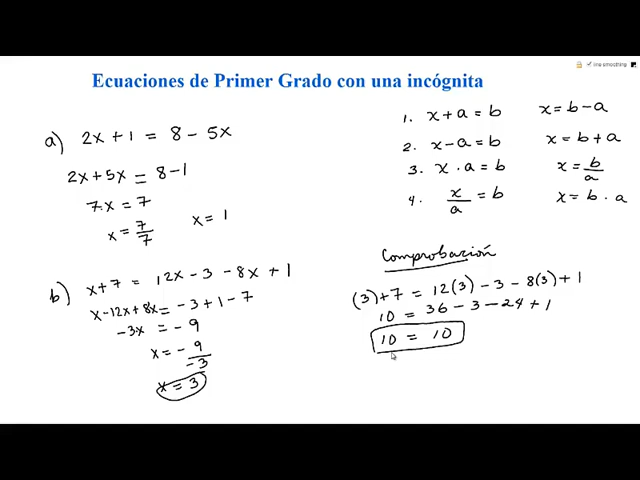 line smoothing
Ecuaciones de Primer Grado con una incógnita
a) 2x + 1 = 8 - 5x
2x + 5x = 8 - 1
7x = 7
x = 7/7
x = 1
b) x + 7 = 12x - 3 - 8x + 1
x - 12x + 8x = -3 + 1 - 7
-3x = -9
x = -9/-3
x = 3
1. x + a = b x = b - a
2. x - a = b x = b + a
3. x · a = b x = b/a
4. x/a = b x = b · a
Comprobación
(3) + 7 = 12(3) - 3 - 8(3) + 1
10 = 36 - 3 - 24 + 1
10 = 10